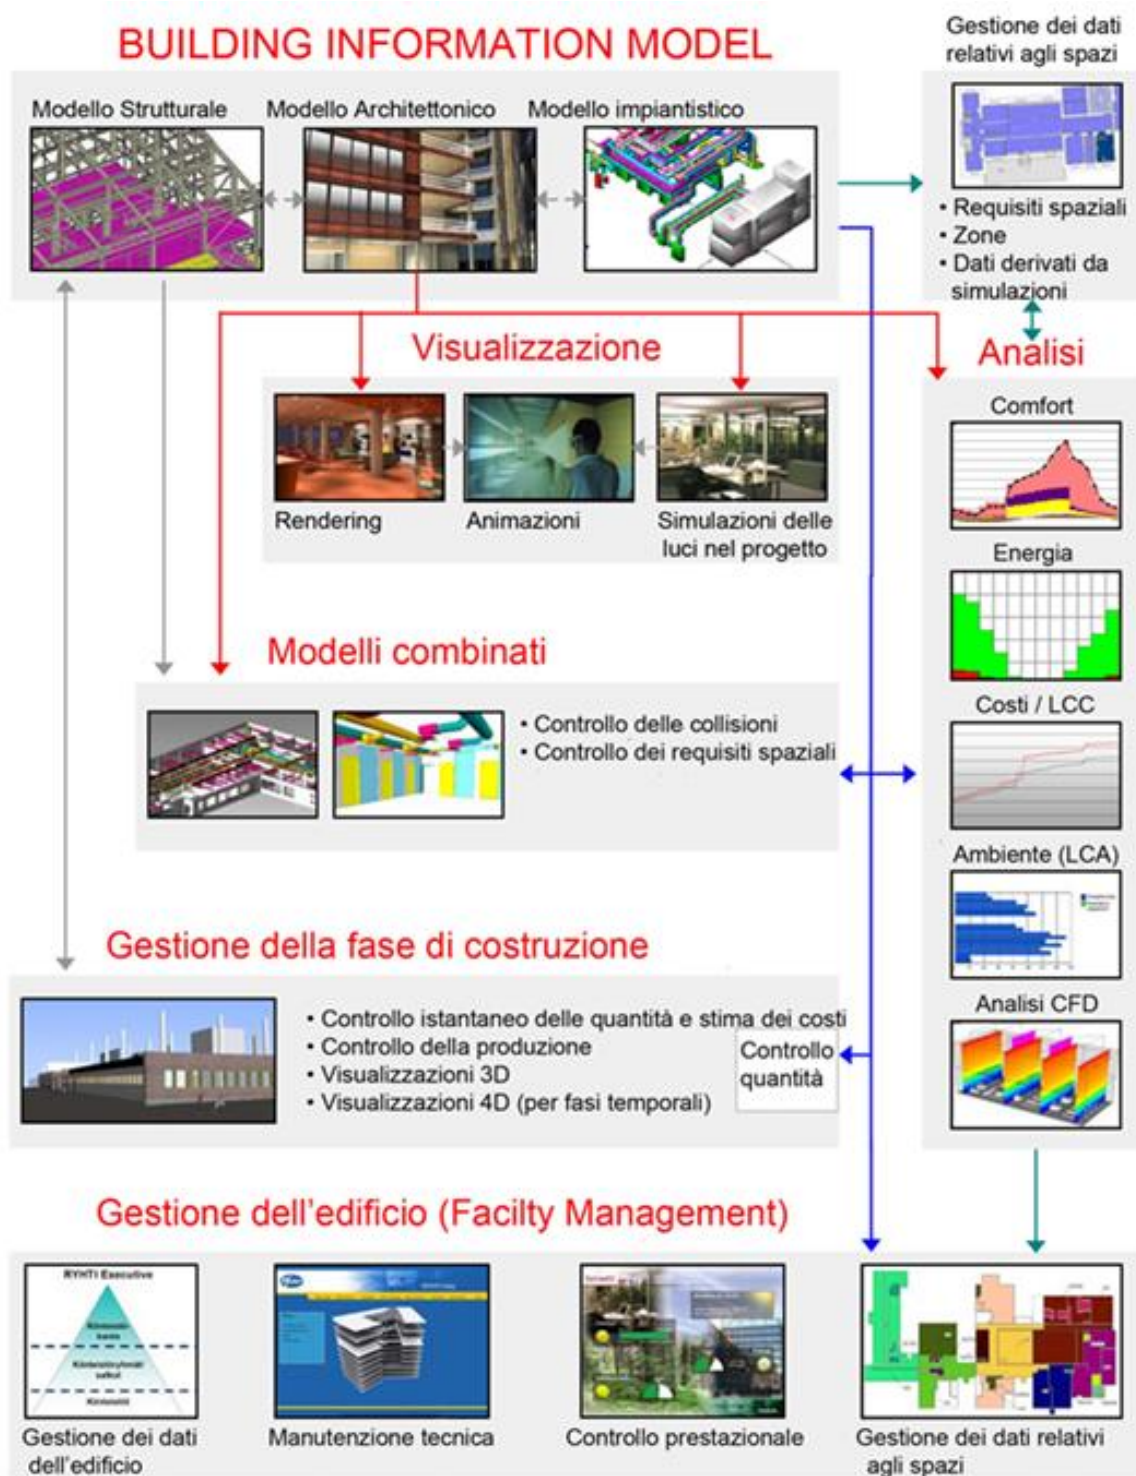 BUILDING INFORMATION MODEL
Gestione dei dati
relativi agli spazi
Modello Strutturale
Modello Architettonico
Modello impiantistico
• Requisiti spaziali
• Zone
• Dati derivati da
simulazioni
Visualizzazione
Rendering
Animazioni
Simulazioni delle
luci nel progetto
Analisi
Comfort
Energia
Costi / LCC
Ambiente (LCA)
Analisi CFD
Modelli combinati
• Controllo delle collisioni
• Controllo dei requisiti spaziali
Gestione della fase di costruzione
• Controllo istantaneo delle quantità e stima dei costi
• Controllo della produzione
• Visualizzazioni 3D
• Visualizzazioni 4D (per fasi temporali)
Controllo
quantità
Gestione dell'edificio (Facilty Management)
RYHTI Executive
Gestione dei dati
dell'edificio
Manutenzione tecnica
Controllo prestazionale
Gestione dei dati relativi
agli spazi